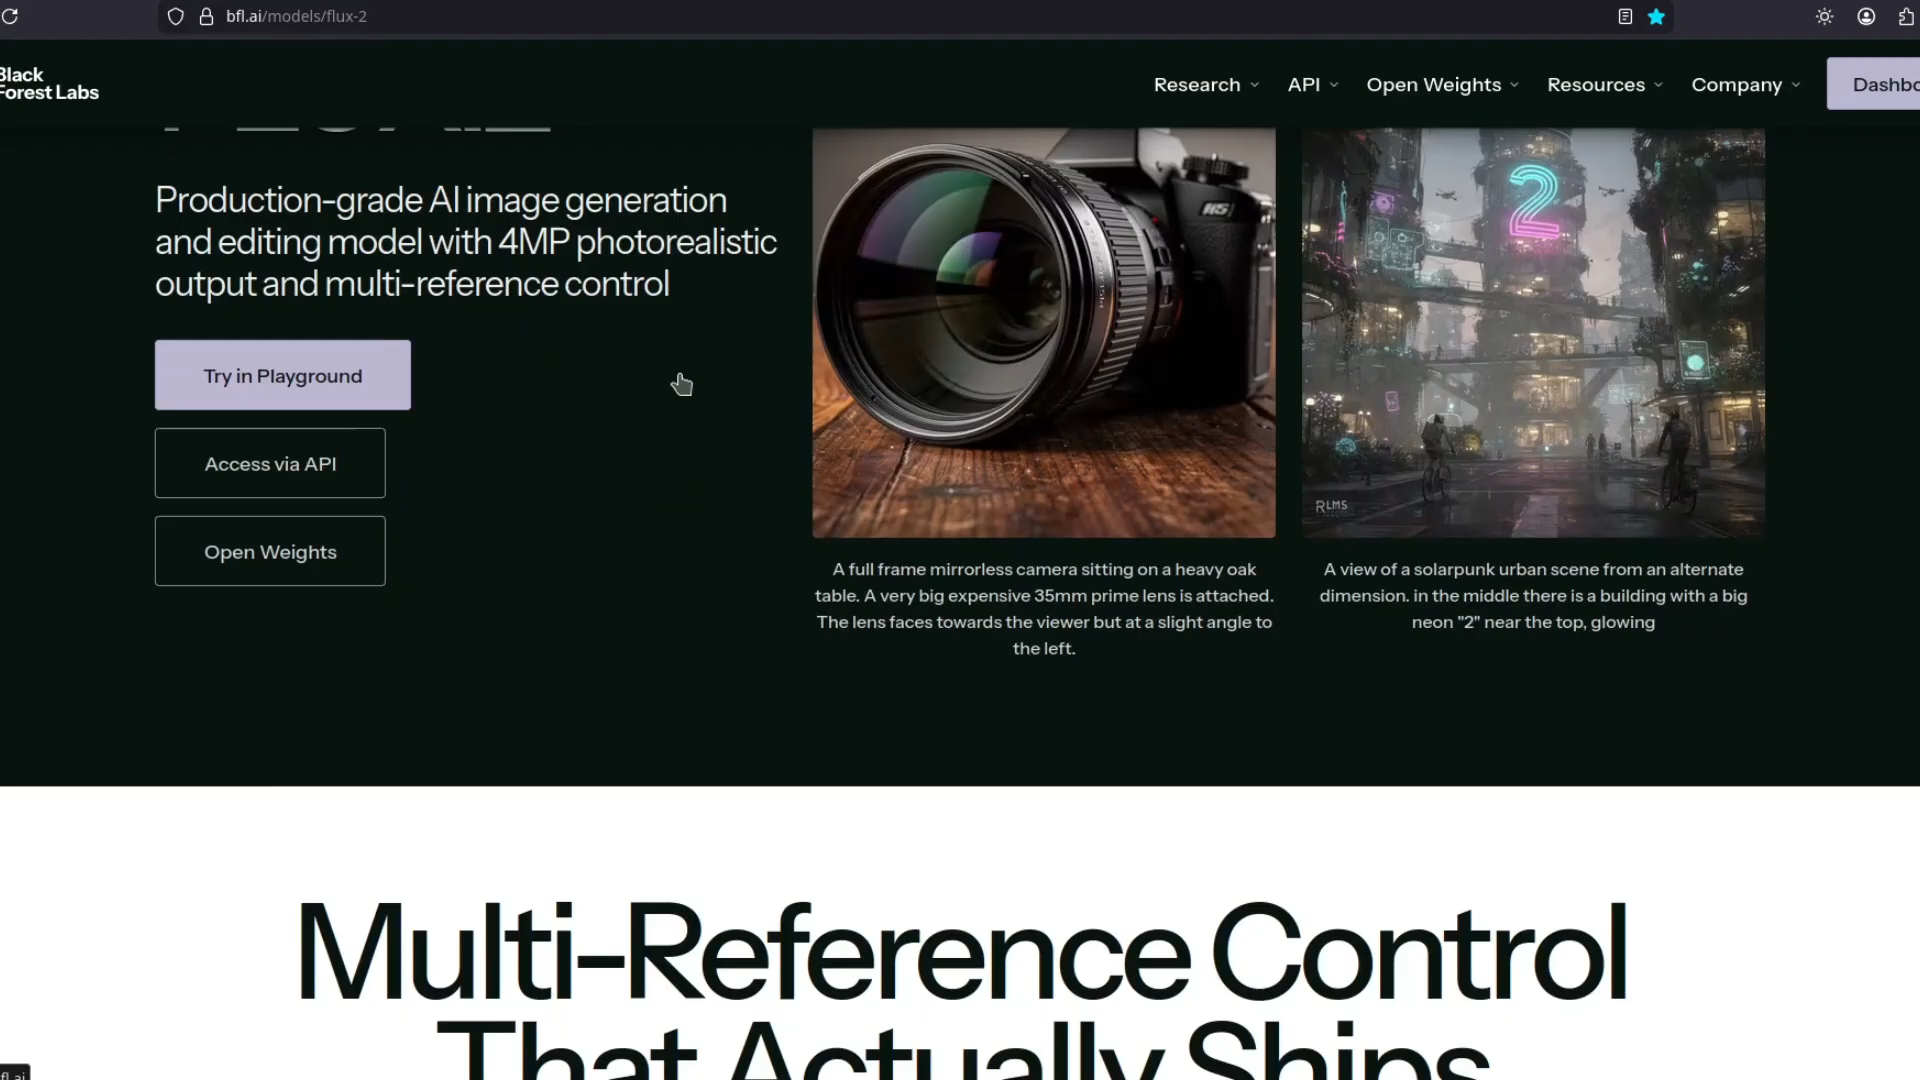 bfl.ai/models/flux-2
Black
Forest Labs
Research
API
Open Weights
Resources
Company
Production-grade AI image generation
and editing model with 4MP photorealistic
output and multi-reference control
Try in Playground
Access via API
Open Weights
2
RLMS
A full frame mirrorless camera sitting on a heavy oak
table. A very big expensive 35mm prime lens is attached.
The lens faces towards the viewer but at a slight angle to
the left.
A view of a solarpunk urban scene from an alternate
dimension. in the middle there is a building with a big
neon "2" near the top, glowing
Multi-Reference Control
That Actually Ships